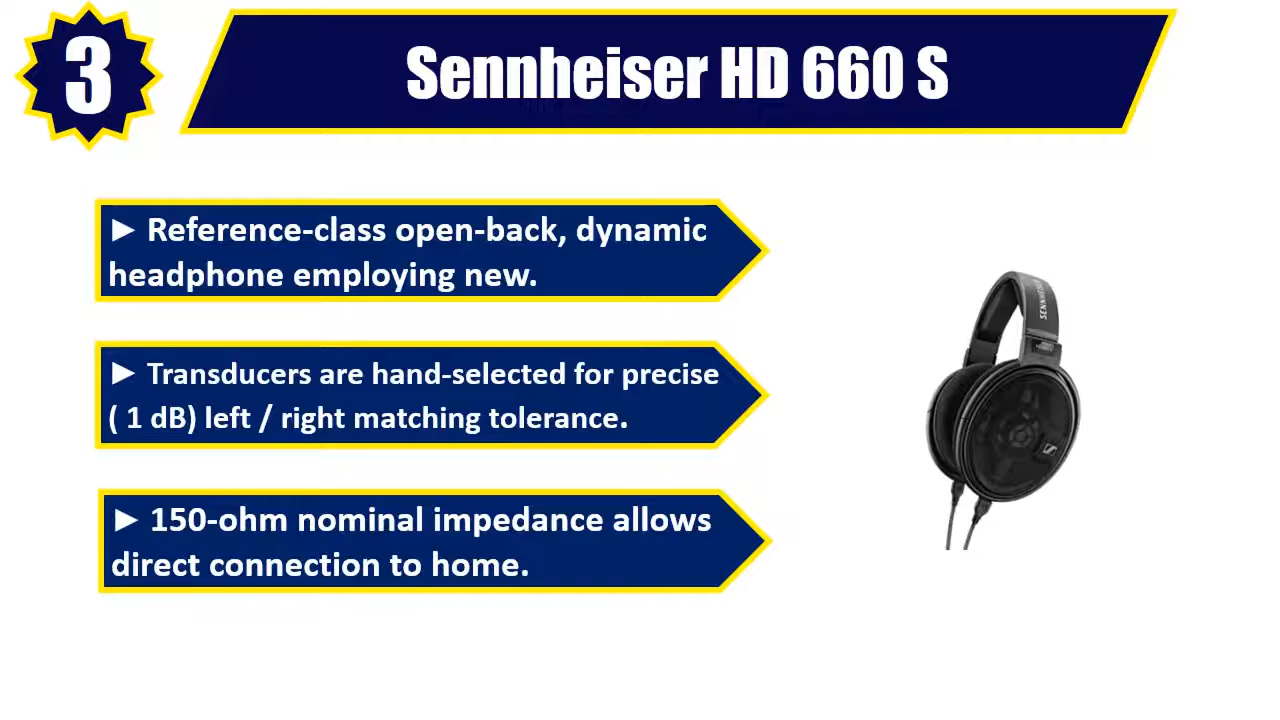 3
Sennheiser HD 660 S
► Reference-class open-back, dynamic
headphone employing new.
► Transducers are hand-selected for precise
( 1 dB) left / right matching tolerance.
► 150-ohm nominal impedance allows
direct connection to home.
SENNHEISER